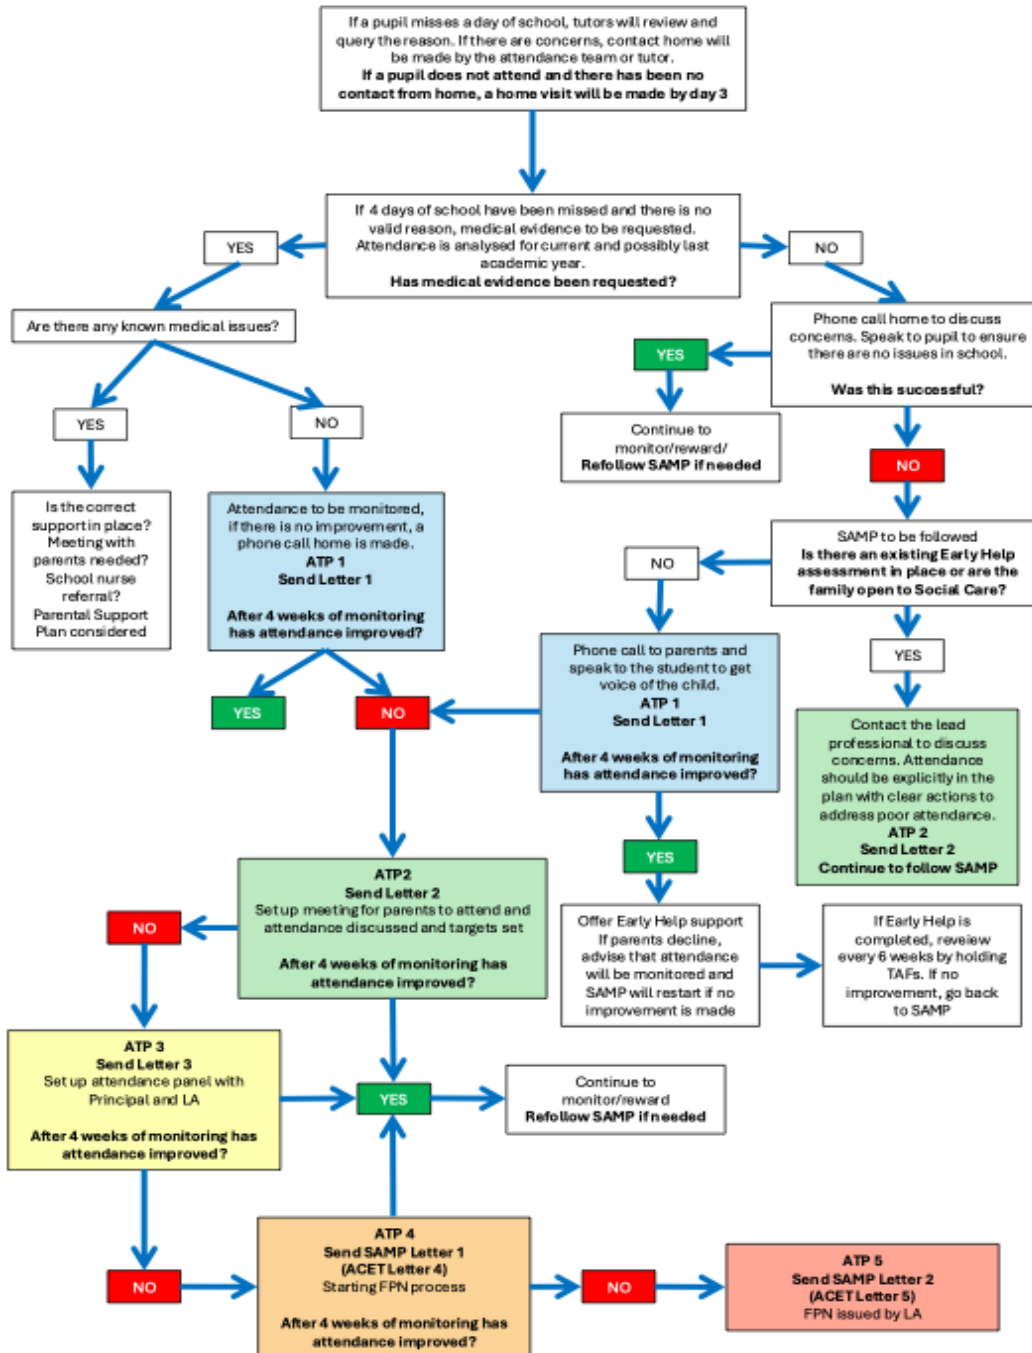 If a pupil misses a day of school, tutors will review and
query the reason. If there are concerns, contact home will
be made by the attendance team or tutor.
If a pupil does not attend and there has been no
contact from home, a home visit will be made by day 3
If 4 days of school have been missed and there is no
valid reason, medical evidence to be requested.
Attendance is analysed for current and possibly last
academic year.
Has medical evidence been requested?
YES
NO
Are there any known medical issues?
Phone call home to discuss
concerns. Speak to pupil to ensure
there are no issues in school.
Was this successful?
YES
YES
NO
Continue to
monitor/reward/
Refollow SAMP if needed
NO
Is the correct
support in place?
Meeting with
parents needed?
School nurse
referral?
Parental Support
Plan considered
Attendance to be monitored,
if there is no improvement, a
phone call home is made.
ATP 1
Send Letter 1
After 4 weeks of monitoring
has attendance improved?
SAMP to be followed
Is there an existing Early Help
assessment in place or are the
family open to Social Care?
NO
YES
Phone call to parents and
speak to the student to get
voice of the child.
ATP 1
Send Letter 1
After 4 weeks of monitoring
has attendance improved?
YES
NO
Contact the lead
professional to discuss
concerns. Attendance
should be explicitly in the
plan with clear actions to
address poor attendance.
ATP 2
Send Letter 2
Continue to follow SAMP
YES
ATP2
Send Letter 2
Set up meeting for parents to attend and
attendance discussed and targets set
After 4 weeks of monitoring has
attendance improved?
NO
Offer Early Help support
If parents decline,
advise that attendance
will be monitored and
SAMP will restart if no
improvement is made
If Early Help is
completed, reveiew
every 6 weeks by holding
TAFs. If no
improvement, go back
to SAMP
ATP 3
Send Letter 3
Set up attendance panel with
Principal and LA
After 4 weeks of monitoring has
attendance improved?
YES
Continue to
monitor/reward
Refollow SAMP if needed
NO
ATP 4
Send SAMP Letter 1
(ACET Letter 4)
Starting FPN process
After 4 weeks of monitoring has
attendance improved?
NO
ATP 5
Send SAMP Letter 2
(ACET Letter 5)
FPN issued by LA